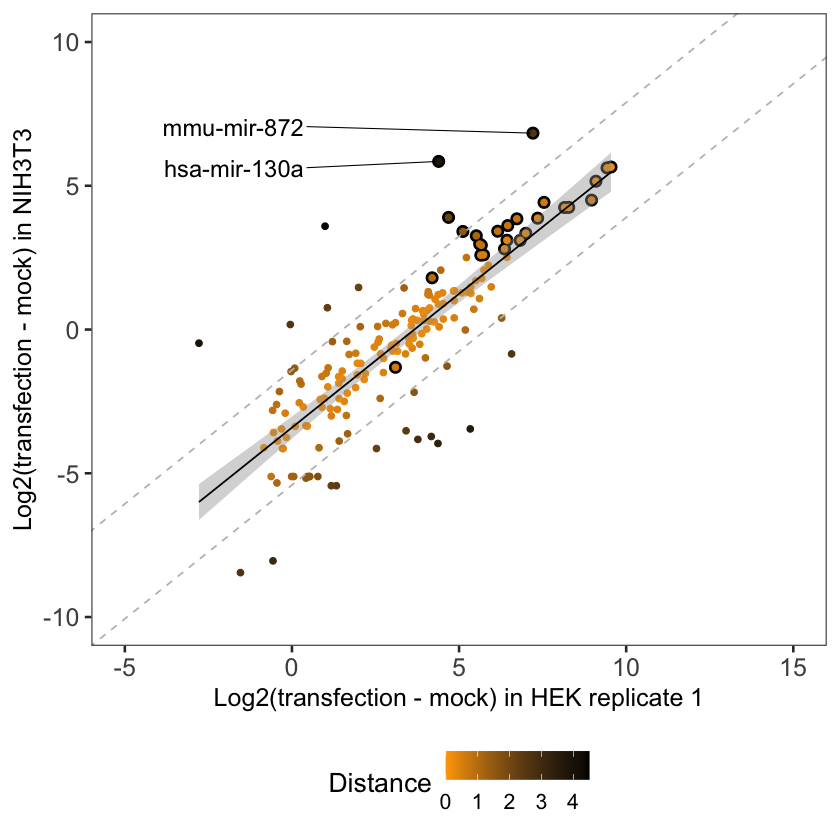 Log2(transfection - mock) in NIH3T3
10
5
0
-5
-10
mmu-mir-872
hsa-mir-130a
-5 0 5 10 15
Log2(transfection - mock) in HEK replicate 1
Distance
0 1 2 3 4